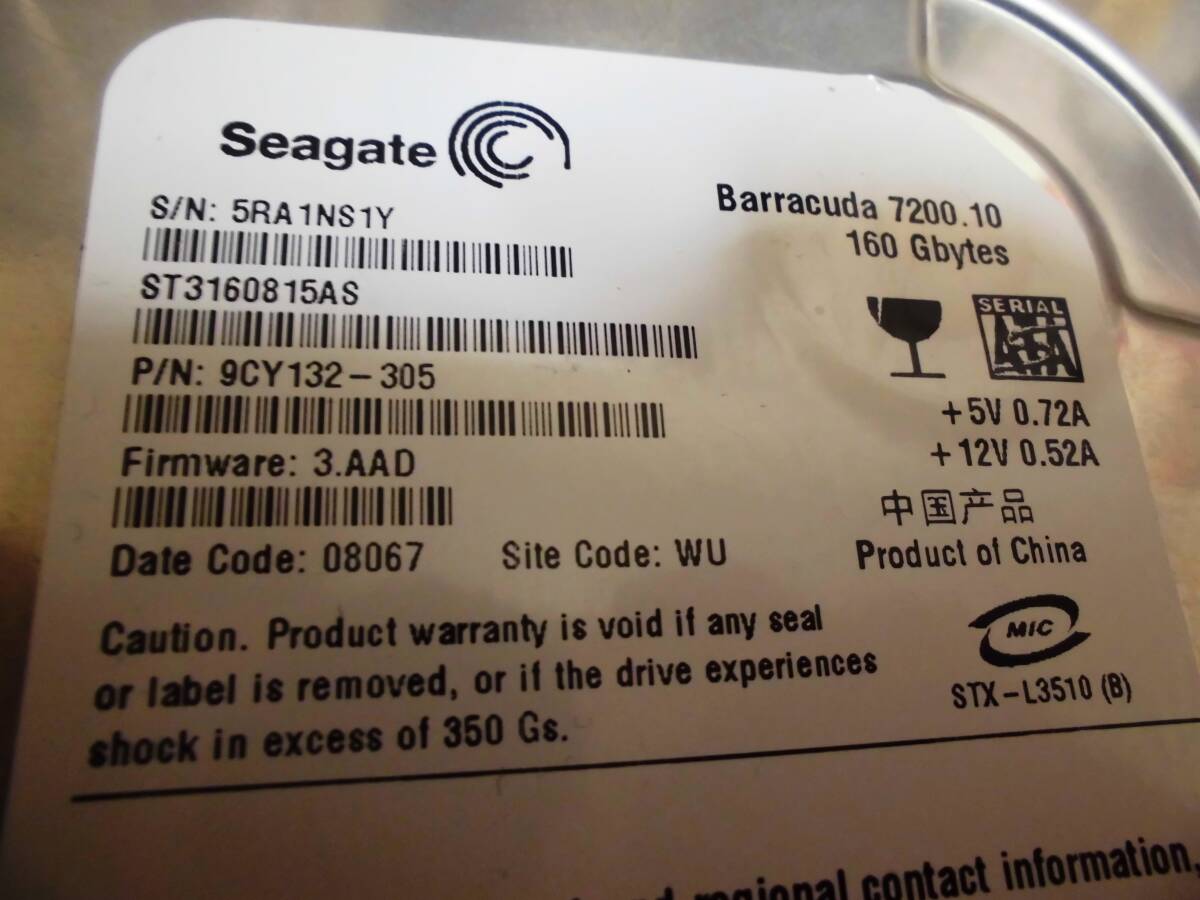 Seagate
S/N: 5RA1NS1Y
ST3160815AS
P/N: 9CY132-305
Firmware: 3.AAD
Date Code: 08067 Site Code: WU
Barracuda 7200.10
160 Gbytes
SERIAL
ATA
+5V 0.72A
+12V 0.52A
中国产品
Product of China
MIC
STX-L3510 (B)
Caution. Product warranty is void if any seal
or label is removed, or if the drive experiences
shock in excess of 350 Gs.
regional contact information,